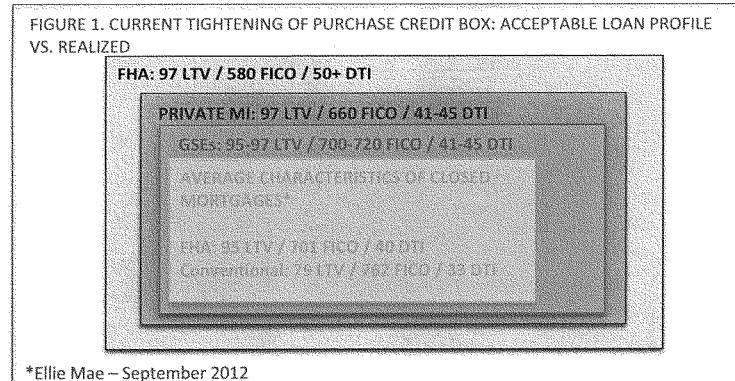 FIGURE 1. CURRENT TIGHTENING OF PURCHASE CREDIT BOX: ACCEPTABLE LOAN PROFILE
VS. REALIZED
FHA: 97 LTV / 580 FICO / 50+ DTI
PRIVATE MI: 97 LTV / 660 FICO / 41-45 DTI
GSEs: 95-97 LTV / 700-720 FICO / 41-45 DTI
AVERAGE CHARACTERISTICS OF CLOSED
MORTGAGES*
FHA: 95 LTV / 701 FICO / 40 DTI
Conventional: 79 LTV / 762 FICO / 33 DTI
*Ellie Mae – September 2012